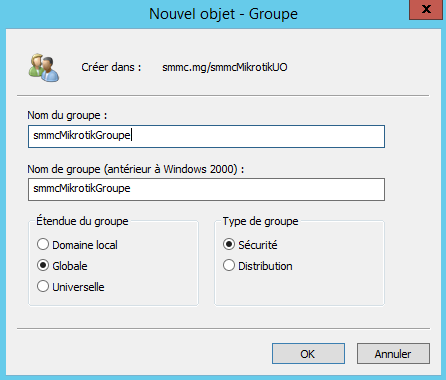 Nouvel objet - Groupe
x
Créer dans : smmc.mg/smmcMikrotikUO
Nom du groupe :
smmcMikrotikGroupe
Nom de groupe (antérieur à Windows 2000) :
smmcMikrotikGroupe
Étendue du groupe
Domaine local
Globale
Universelle
Type de groupe
Sécurité
Distribution
OK
Annuler